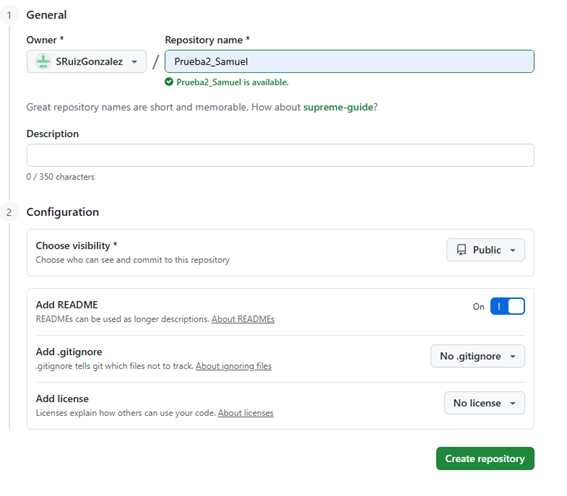 1 General
Owner * Repository name *
SRuizGonzalez / Prueba2_Samuel
Prueba2_Samuel is available.
Great repository names are short and memorable. How about supreme-guide?
Description
0 / 350 characters
2 Configuration
Choose visibility *
Choose who can see and commit to this repository
Public
Add README
READMEs can be used as longer descriptions. About READMEs
On
Add .gitignore
.gitignore tells git which files not to track. About ignoring files
No .gitignore
Add license
Licenses explain how others can use your code. About licenses
No license
Create repository